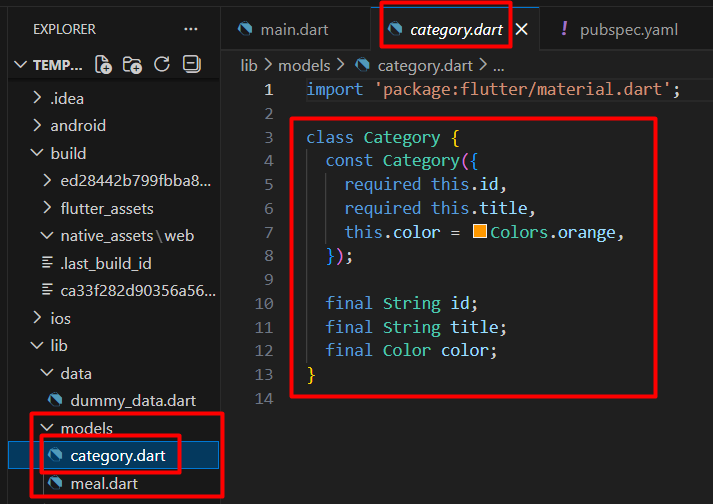 EXPLORER ...
TEMP...
.idea
android
build
ed28442b799fbba8...
flutter_assets
native_assets\web
.last_build_id
ca33f282d90356a56...
ios
lib
data
dummy_data.dart
models
category.dart
meal.dart
main.dart category.dart ! pubspec.yaml
lib > models > category.dart > ...
1 import 'package:flutter/material.dart';
2
3 class Category {
4 const Category({
5 required this.id,
6 required this.title,
7 this.color = Colors.orange,
8 });
9
10 final String id;
11 final String title;
12 final Color color;
13 }
14